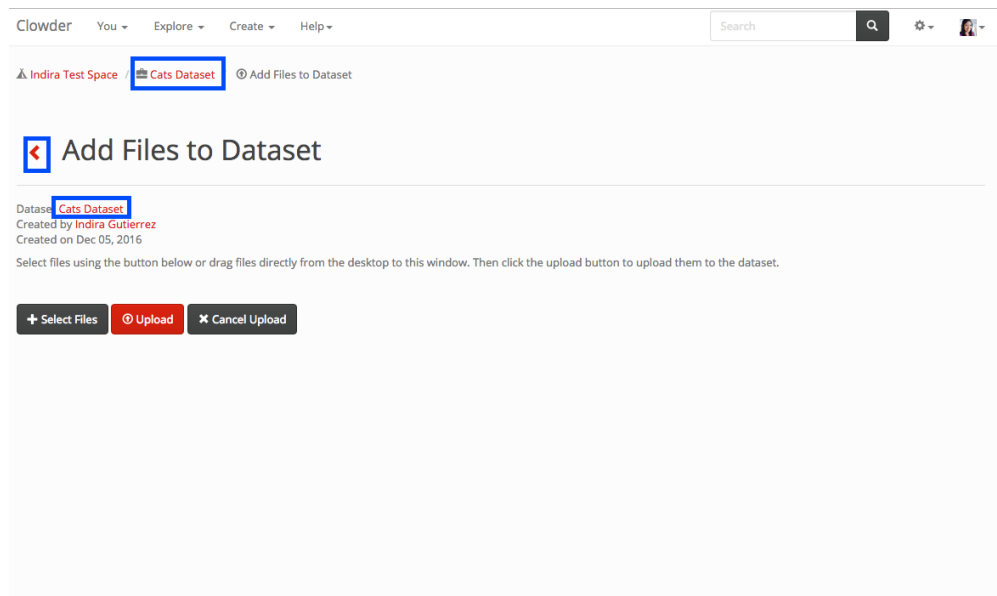 Clowder You Explore Create Help Search
Indira Test Space / Cats Dataset Add Files to Dataset
Add Files to Dataset
Datase Cats Dataset
Created by Indira Gutierrez
Created on Dec 05, 2016
Select files using the button below or drag files directly from the desktop to this window. Then click the upload button to upload them to the dataset.
Select Files Upload Cancel Upload